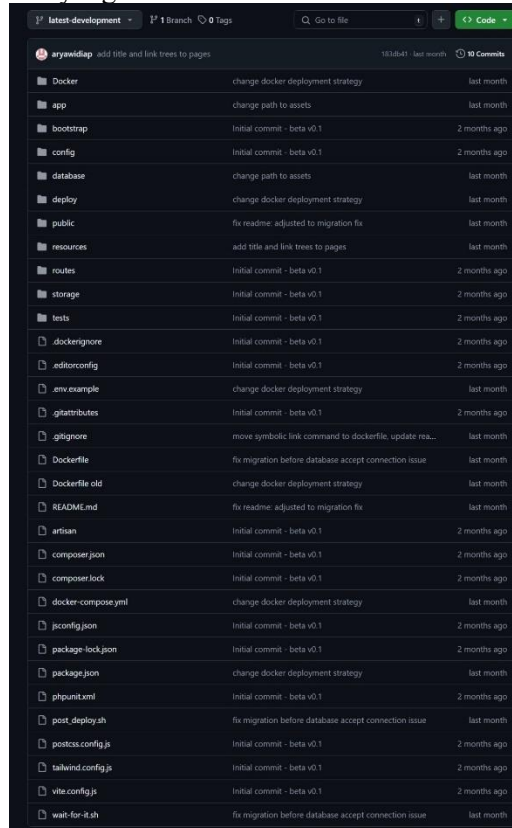 latest-development 1 Branch 0 Tags Go to file t + Code
aryawidiap add title and link trees to pages 183db41 · last month 10 Commits
Docker change docker deployment strategy last month
app change path to assets last month
bootstrap Initial commit - beta v0.1 2 months ago
config Initial commit - beta v0.1 2 months ago
database change path to assets last month
deploy change docker deployment strategy last month
public fix readme: adjusted to migration fix last month
resources add title and link trees to pages last month
routes Initial commit - beta v0.1 2 months ago
storage Initial commit - beta v0.1 2 months ago
tests Initial commit - beta v0.1 2 months ago
.dockerignore Initial commit - beta v0.1 2 months ago
.editorconfig Initial commit - beta v0.1 2 months ago
.env.example change docker deployment strategy last month
.gitattributes Initial commit - beta v0.1 2 months ago
.gitignore move symbolic link command to dockerfile, update rea... last month
Dockerfile fix migration before database accept connection issue last month
Dockerfile old change docker deployment strategy last month
README.md fix readme: adjusted to migration fix last month
artisan Initial commit - beta v0.1 2 months ago
composer.json Initial commit - beta v0.1 2 months ago
composer.lock Initial commit - beta v0.1 2 months ago
docker-compose.yml change docker deployment strategy last month
jsconfig.json Initial commit - beta v0.1 2 months ago
package-lock.json Initial commit - beta v0.1 2 months ago
package.json change docker deployment strategy last month
phpunit.xml Initial commit - beta v0.1 2 months ago
post_deploy.sh fix migration before database accept connection issue last month
postcss.config.js Initial commit - beta v0.1 2 months ago
tailwind.config.js Initial commit - beta v0.1 2 months ago
vite.config.js Initial commit - beta v0.1 2 months ago
wait-for-it.sh fix migration before database accept connection issue last month